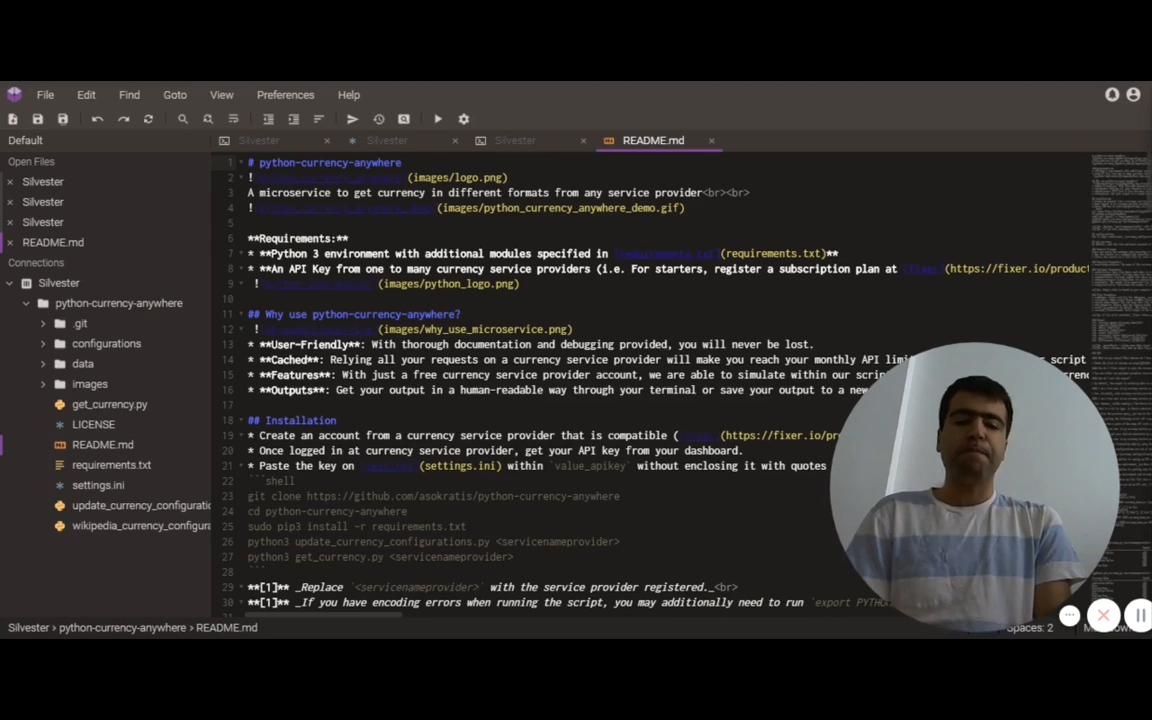 File Edit Find Goto View Preferences Help
Default
Silvester
Silvester
Silvester
README.md
Open Files
Silvester
Silvester
Silvester
README.md
Connections
Silvester
python-currency-anywhere
.git
configurations
data
images
get_currency.py
LICENSE
README.md
requirements.txt
settings.ini
update_currency_configuratio
wikipedia_currency_configura
1 # python-currency-anywhere
2 ! (images/logo.png)
3 A microservice to get currency in different formats from any service provider<br><br>
4 ! (images/python_currency_anywhere_demo.gif)
5
6 **Requirements:**
7 * **Python 3 environment with additional modules specified in [requirements.txt](requirements.txt)**
8 * **An API Key from one to many currency service providers (i.e. For starters, register a subscription plan at [fixer](https://fixer.io/product
9 ! (images/python_logo.png)
10
11 ## Why use python-currency-anywhere?
12 ! (images/why_use_microservice.png)
13 * **User-Friendly**: With thorough documentation and debugging provided, you will never be lost.
14 * **Cached**: Relying all your requests on a currency service provider will make you reach your monthly API limi script
15 * **Features**: With just a free currency service provider account, we are able to simulate within our scri
16 * **Outputs**: Get your output in a human-readable way through your terminal or save your output to a new
17
18 ## Installation
19 * Create an account from a currency service provider that is compatible ( (https://fixer.io/pr
20 * Once logged in at currency service provider, get your API key from your dashboard.
21 * Paste the key on (settings.ini) within `value_apikey` without enclosing it with quotes
22 ```shell
23 git clone https://github.com/asokratis/python-currency-anywhere
24 cd python-currency-anywhere
25 sudo pip3 install -r requirements.txt
26 python3 update_currency_configurations.py <servicenameprovider>
27 python3 get_currency.py <servicenameprovider>
28 ```
29 **[1]** _Replace `<servicenameprovider>` with the service provider registered._<br>
30 **[1]** _If you have encoding errors when running the script, you may additionally need to run `export PYTH
Silvester > python-currency-anywhere > README.md
Spaces: 2